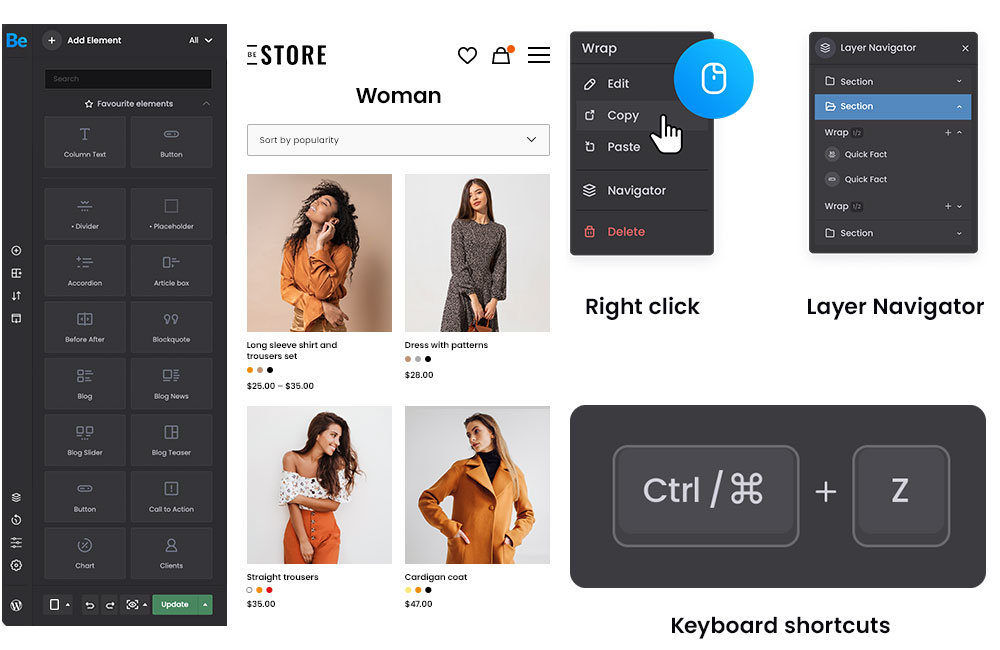 Be
Add Element
All
Search
Favourite elements
Column Text
Button
• Divider
• Placeholder
Accordion
Article box
Before After
Blockquote
Blog
Blog News
Blog Slider
Blog Teaser
Button
Call to Action
Chart
Clients
Update
BE STORE
Woman
Sort by popularity
Long sleeve shirt and
trousers set
$25.00 – $35.00
Dress with patterns
$28.00
Straight trousers
$35.00
Cardigan coat
$47.00
Wrap
Edit
Copy
Paste
Navigator
Delete
Right click
Layer Navigator
Section
Section
Wrap 1/2
Quick Fact
Quick Fact
Wrap 1/2
Section
Layer Navigator
Ctrl / ⌘ + Z
Keyboard shortcuts